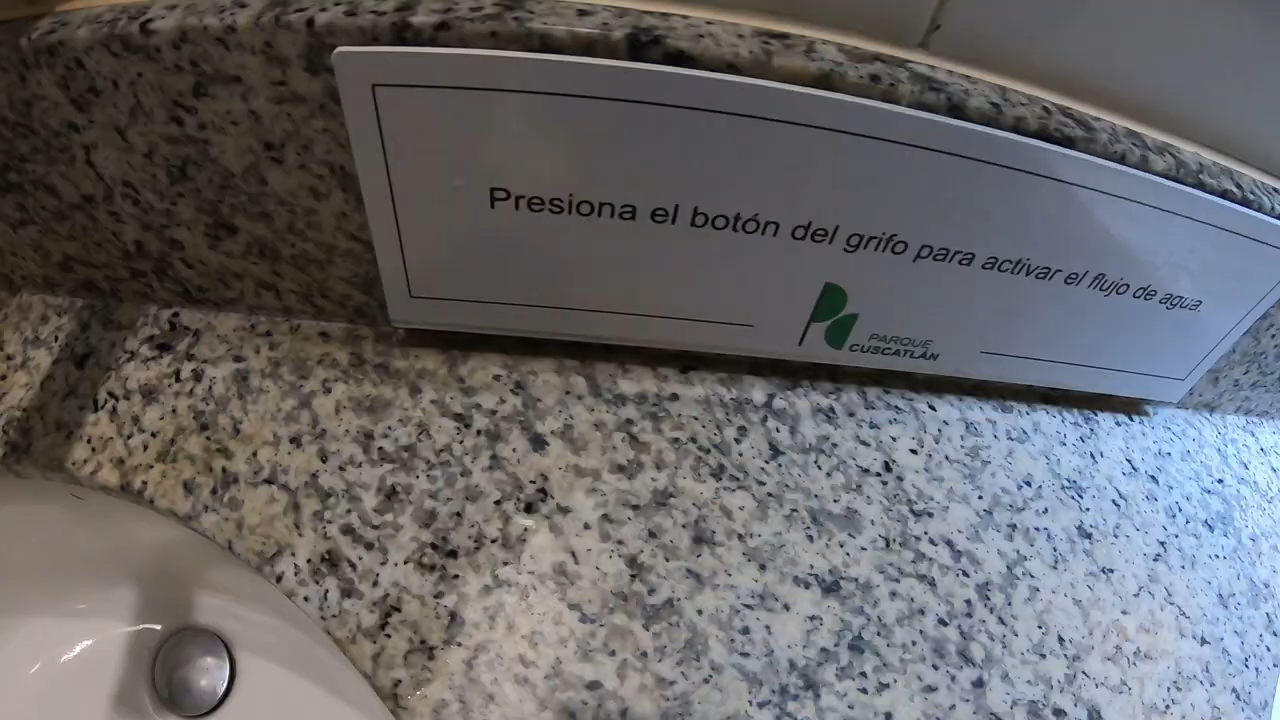 Presiona el botón del grifo para activar el flujo de agua.
PARQUE
CUSCATLÁN